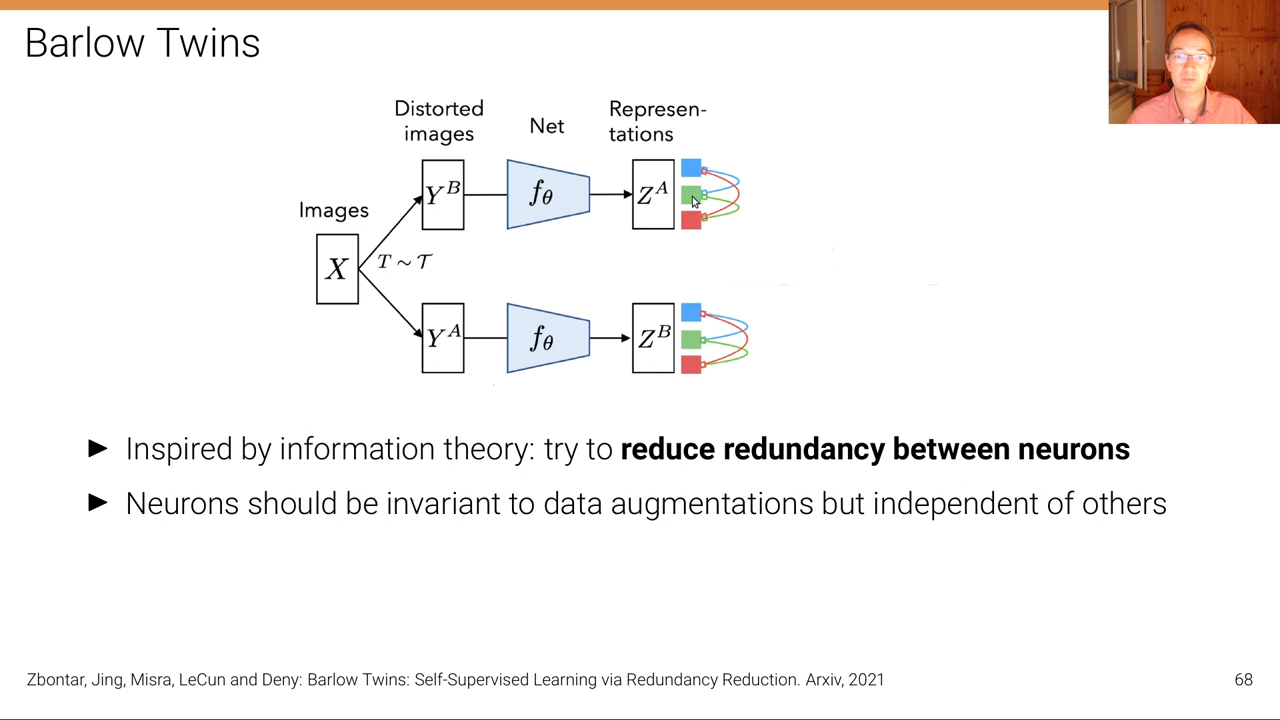 Barlow Twins
Distorted
images
Net
Represen-
tations
Images
X
T ~ 𝒯
Y^B
f_θ
Z^A
Y^A
f_θ
Z^B
► Inspired by information theory: try to reduce redundancy between neurons
► Neurons should be invariant to data augmentations but independent of others
Zbontar, Jing, Misra, LeCun and Deny: Barlow Twins: Self-Supervised Learning via Redundancy Reduction. Arxiv, 2021
68